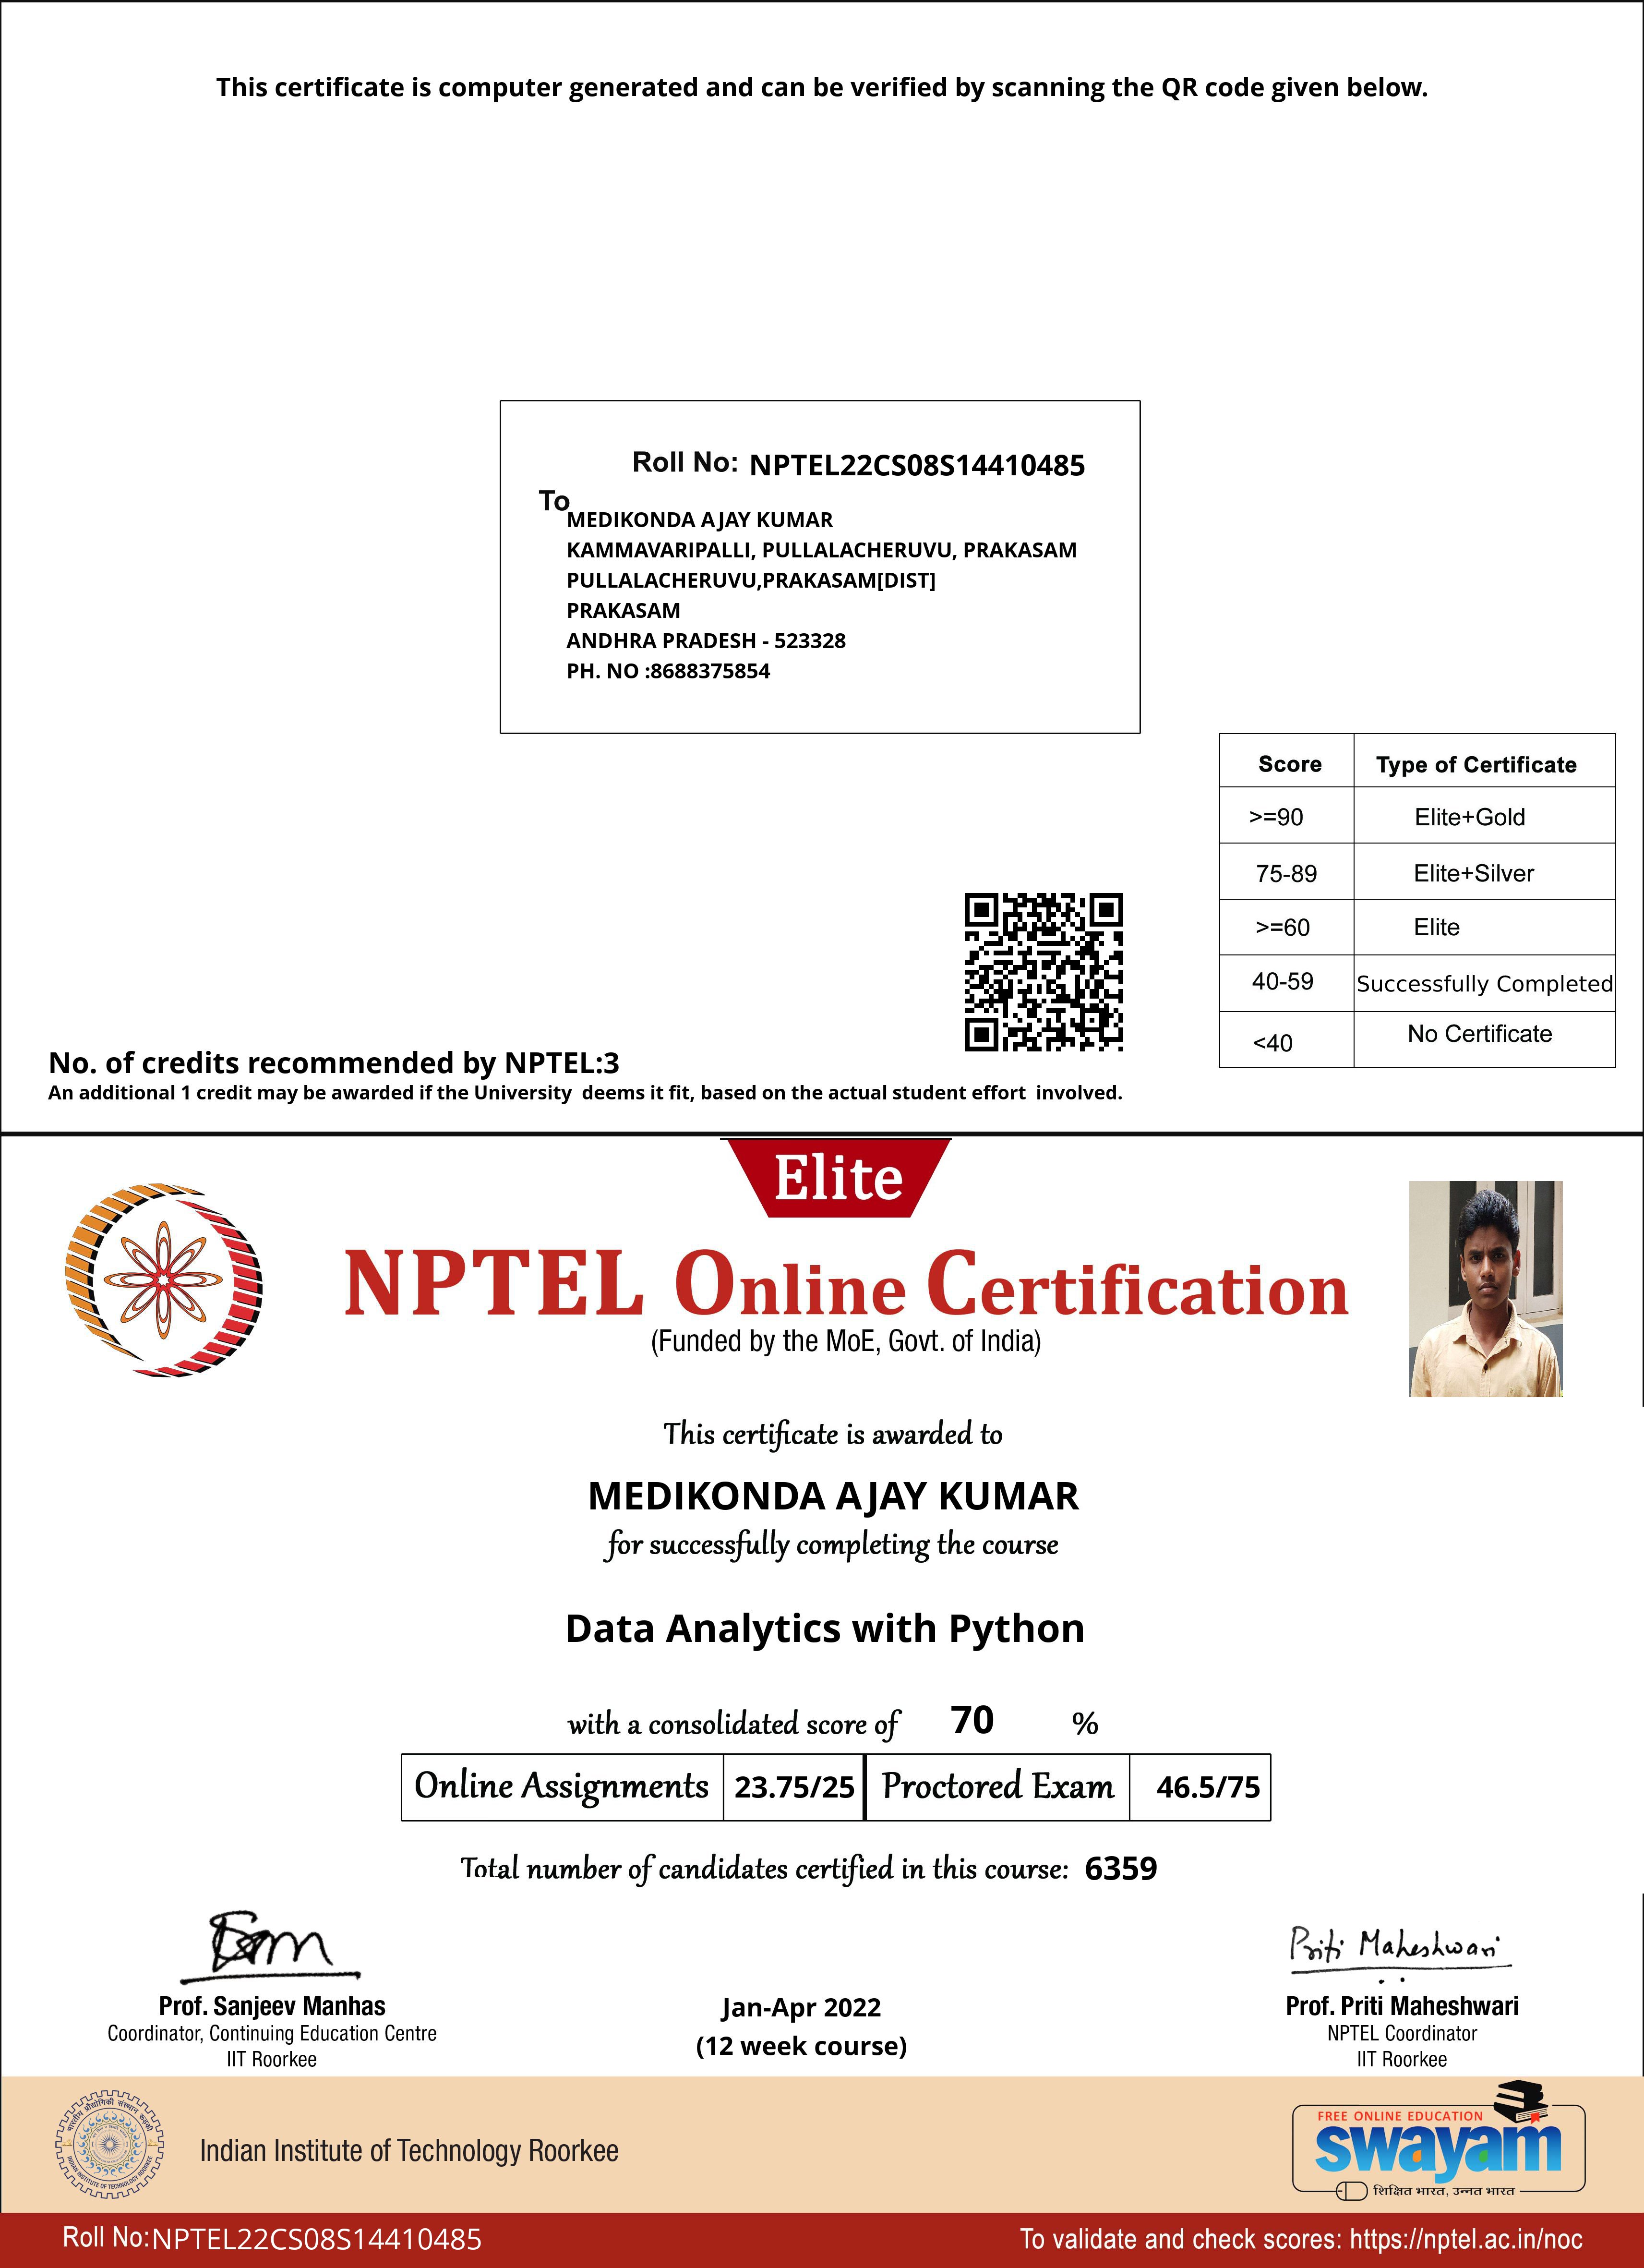 This certificate is computer generated and can be verified by scanning the QR code given below.
Roll No: NPTEL22CS08S14410485
To
MEDIKONDA AJAY KUMAR
KAMMAVARIPALLI, PULLALACHERUVU, PRAKASAM
PULLALACHERUVU,PRAKASAM[DIST]
PRAKASAM
ANDHRA PRADESH - 523328
PH. NO :8688375854
Score Type of Certificate
>=90 Elite+Gold
75-89 Elite+Silver
>=60 Elite
40-59 Successfully Completed
<40 No Certificate
No. of credits recommended by NPTEL:3
An additional 1 credit may be awarded if the University deems it fit, based on the actual student effort involved.
Elite
NPTEL Online Certification
(Funded by the MoE, Govt. of India)
This certificate is awarded to
MEDIKONDA AJAY KUMAR
for successfully completing the course
Data Analytics with Python
with a consolidated score of 70 %
Online Assignments 23.75/25 Proctored Exam 46.5/75
Total number of candidates certified in this course: 6359
Priti Maheshwari
Prof. Sanjeev Manhas
Coordinator, Continuing Education Centre
IIT Roorkee
Jan-Apr 2022
(12 week course)
Prof. Priti Maheshwari
NPTEL Coordinator
IIT Roorkee
भारतीय प्रौद्योगिकी संस्थान रूड़की
INDIAN INSTITUTE OF TECHNOLOGY ROORKEE
Indian Institute of Technology Roorkee
FREE ONLINE EDUCATION
swayam
शिक्षित भारत, उन्नत भारत
Roll No: NPTEL22CS08S14410485
To validate and check scores: https://nptel.ac.in/noc